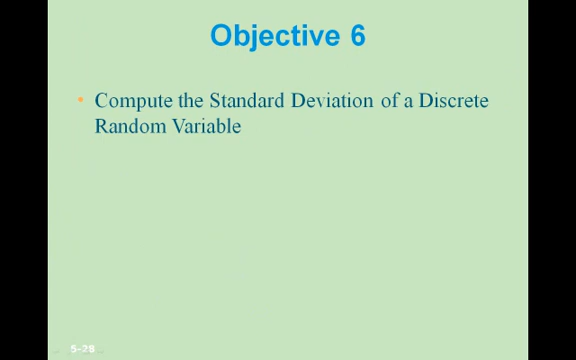 Objective 6
• Compute the Standard Deviation of a Discrete
Random Variable
5-28